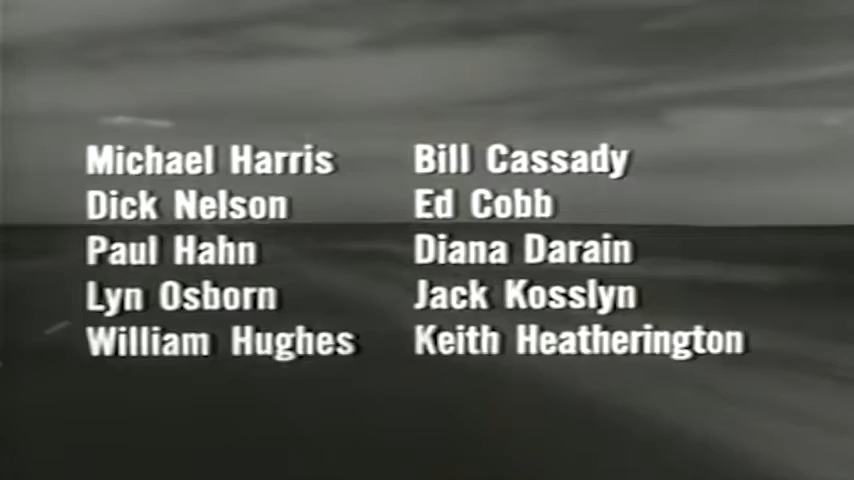 Michael Harris
Dick Nelson
Paul Hahn
Lyn Osborn
William Hughes
Bill Cassady
Ed Cobb
Diana Darain
Jack Kosslyn
Keith Heatherington